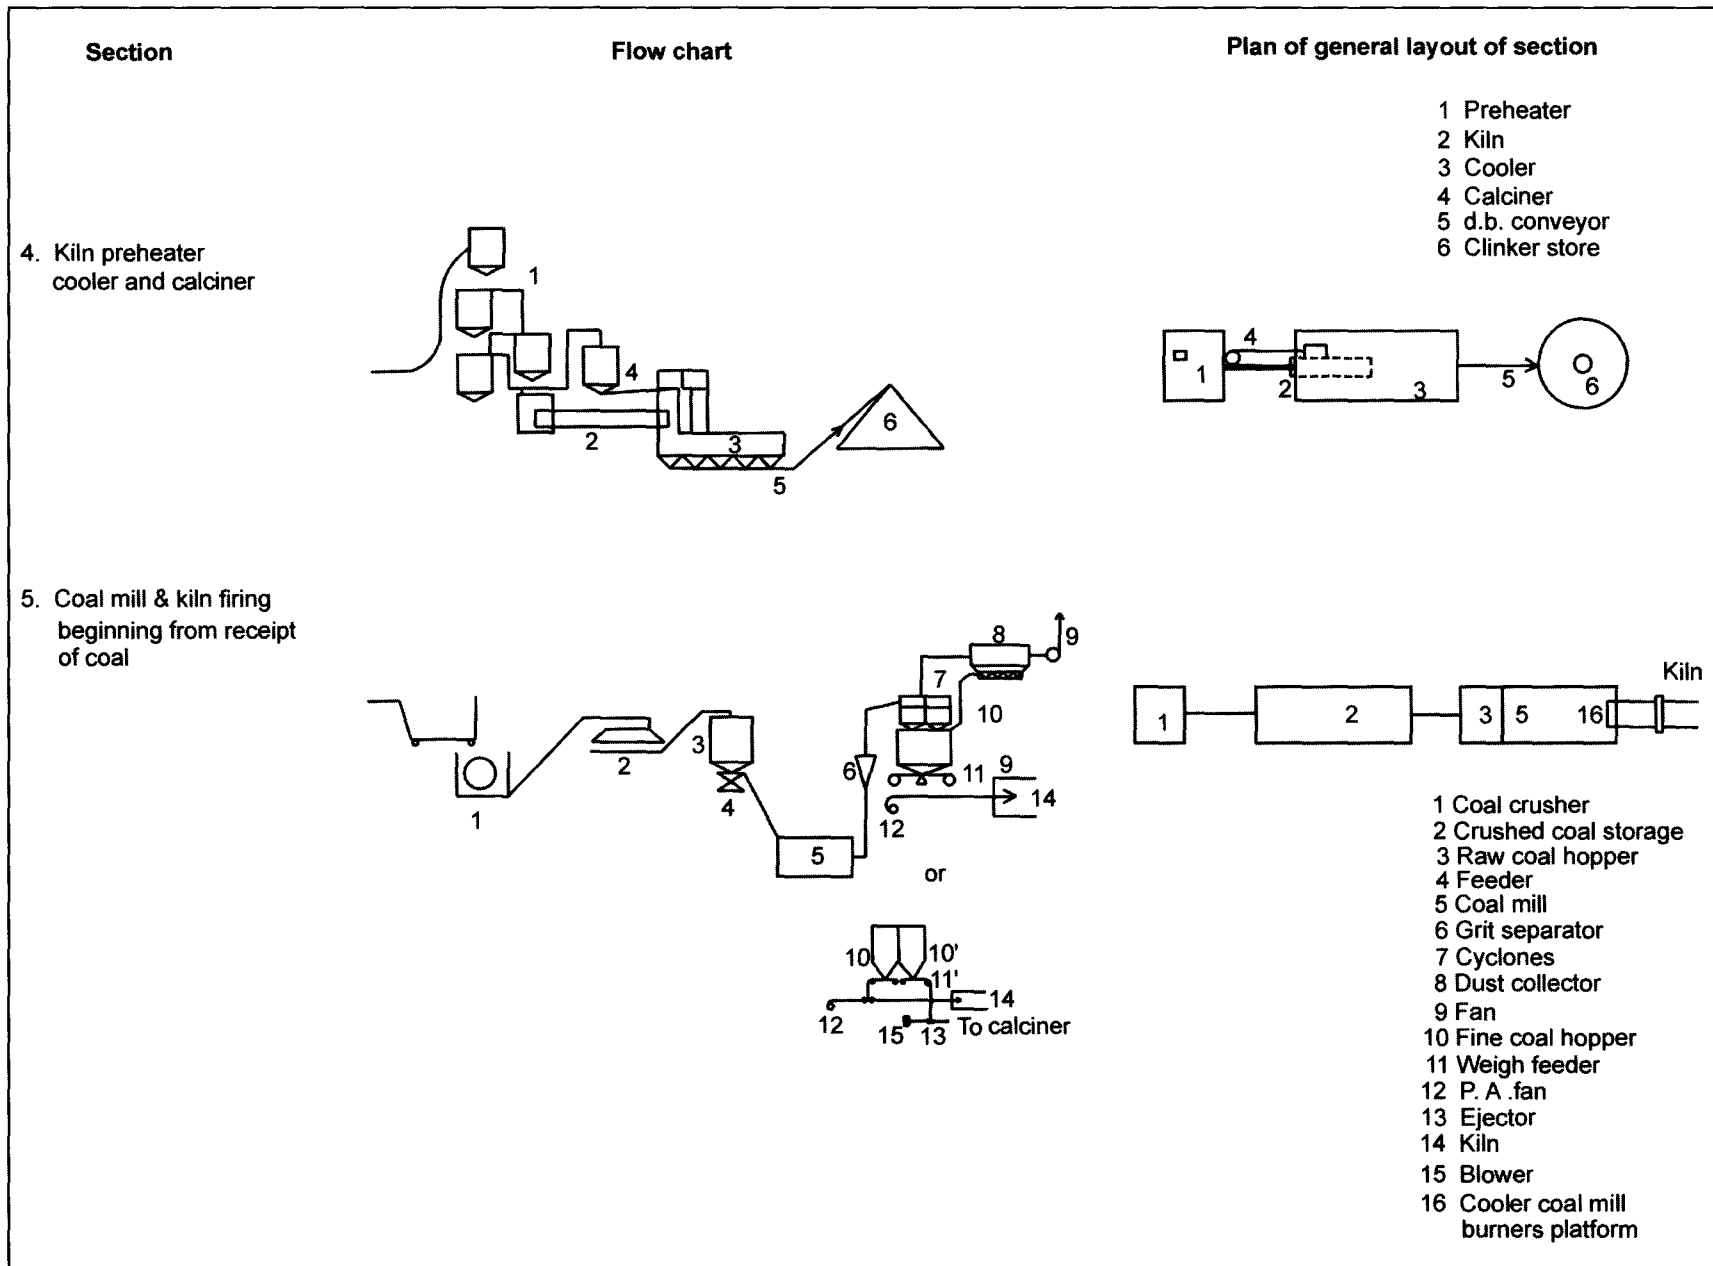 Section
Flow chart
Plan of general layout of section
1 Preheater
2 Kiln
3 Cooler
4 Calciner
5 d.b. conveyor
6 Clinker store
4. Kiln preheater
cooler and calciner
1
4
2
3
5
6
4
1
2
3
5
6
5. Coal mill & kiln firing
beginning from receipt
of coal
8
9
7
10
3
2
6
11
9
14
1
4
12
5
or
10
10'
11'
14
12
15
13
To calciner
Kiln
1
2
3
5
16
1 Coal crusher
2 Crushed coal storage
3 Raw coal hopper
4 Feeder
5 Coal mill
6 Grit separator
7 Cyclones
8 Dust collector
9 Fan
10 Fine coal hopper
11 Weigh feeder
12 P. A .fan
13 Ejector
14 Kiln
15 Blower
16 Cooler coal mill
burners platform